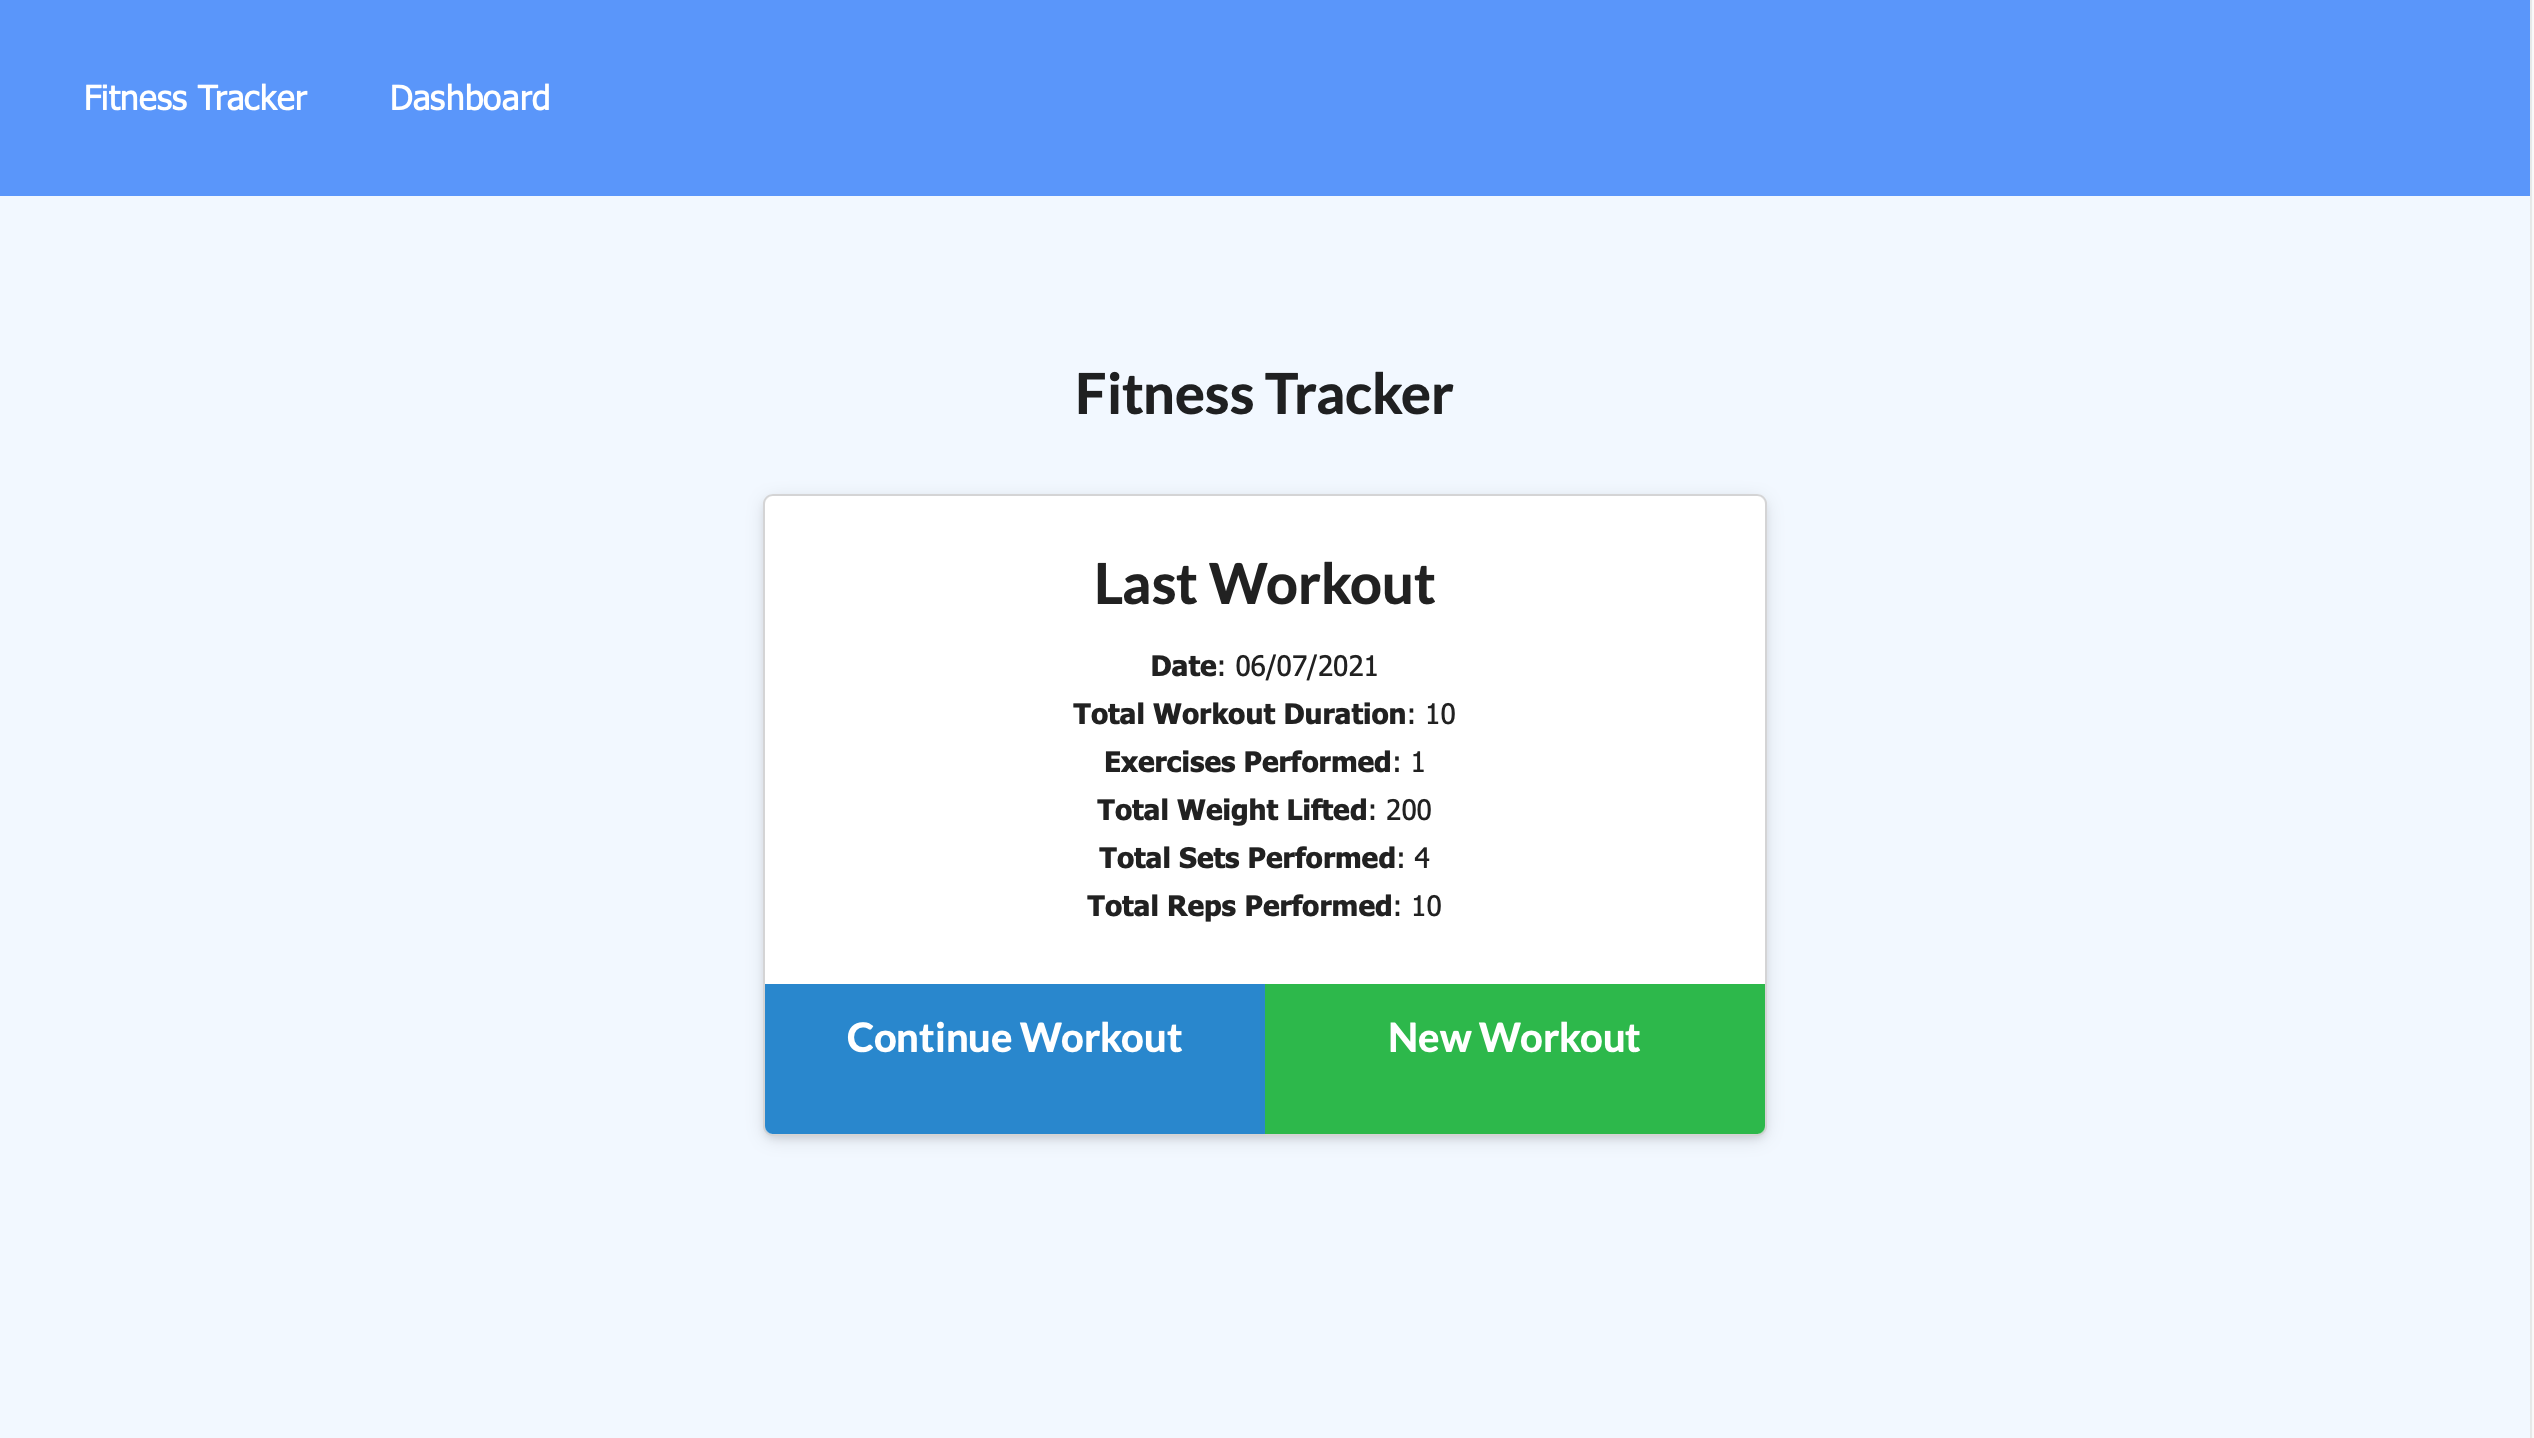 Fitness Tracker Dashboard
Fitness Tracker
Last Workout
Date: 06/07/2021
Total Workout Duration: 10
Exercises Performed: 1
Total Weight Lifted: 200
Total Sets Performed: 4
Total Reps Performed: 10
Continue Workout New Workout